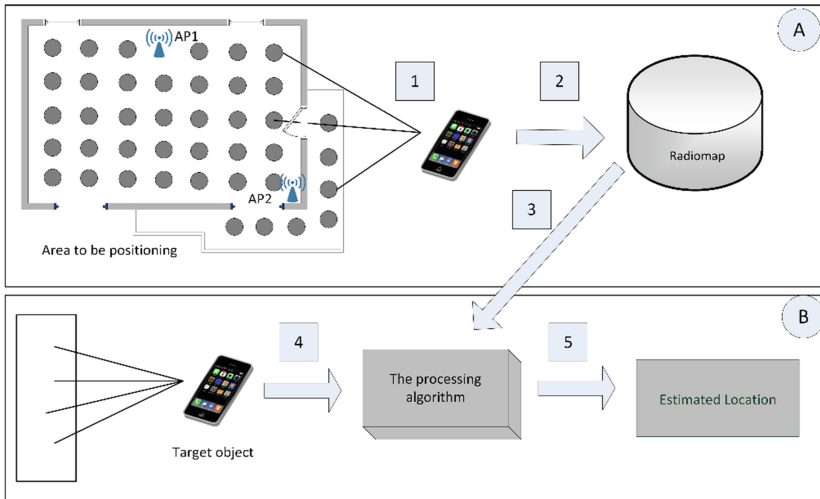 A
AP1
1
2
Radiomap
AP2
3
Area to be positioning
B
4
5
The processing
algorithm
Estimated Location
Target object